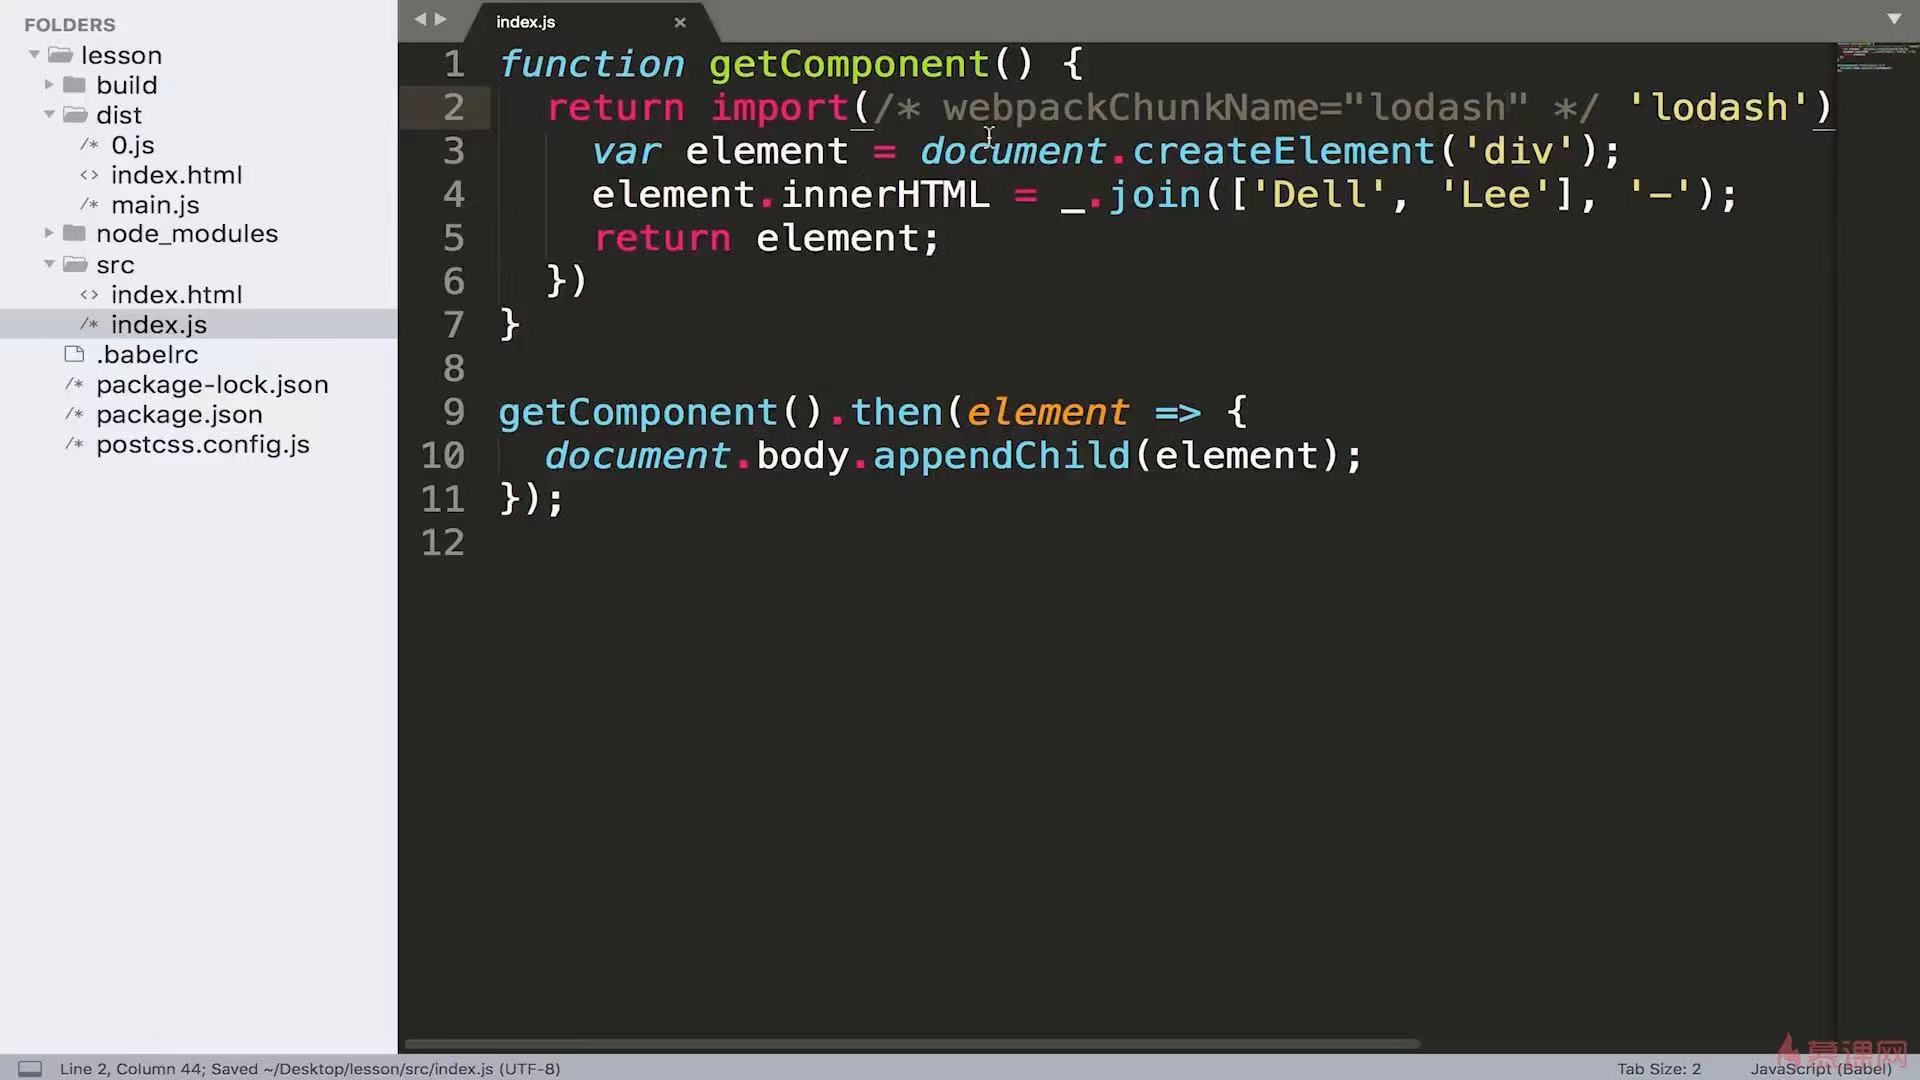 FOLDERS
lesson
build
dist
/* 0.js
<> index.html
/* main.js
node_modules
src
<> index.html
/* index.js
.babelrc
/* package-lock.json
/* package.json
/* postcss.config.js
index.js ×
1 function getComponent() {
2 return import(/* webpackChunkName="lodash" */ 'lodash')
3 var element = document.createElement('div');
4 element.innerHTML = _.join(['Dell', 'Lee'], '-');
5 return element;
6 })
7 }
8
9 getComponent().then(element => {
10 document.body.appendChild(element);
11 });
12
Line 2, Column 44; Saved ~/Desktop/lesson/src/index.js (UTF-8)
Tab Size: 2
JavaScript (Babel)
慕课网